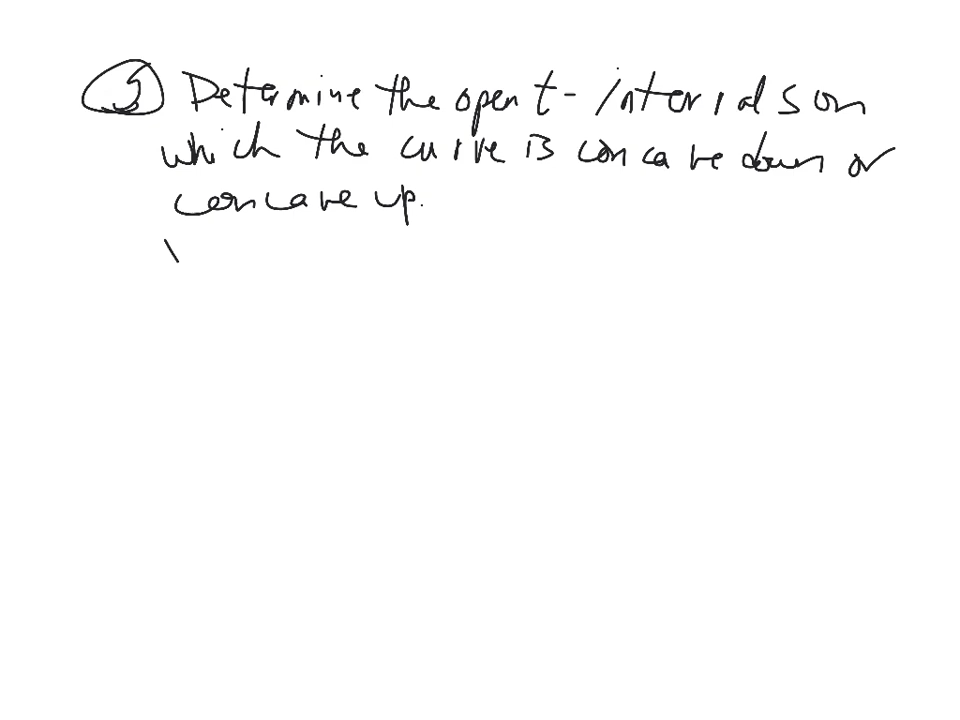 ③ Determine the open t-intervals on
which the curve is concave down or
concave up.